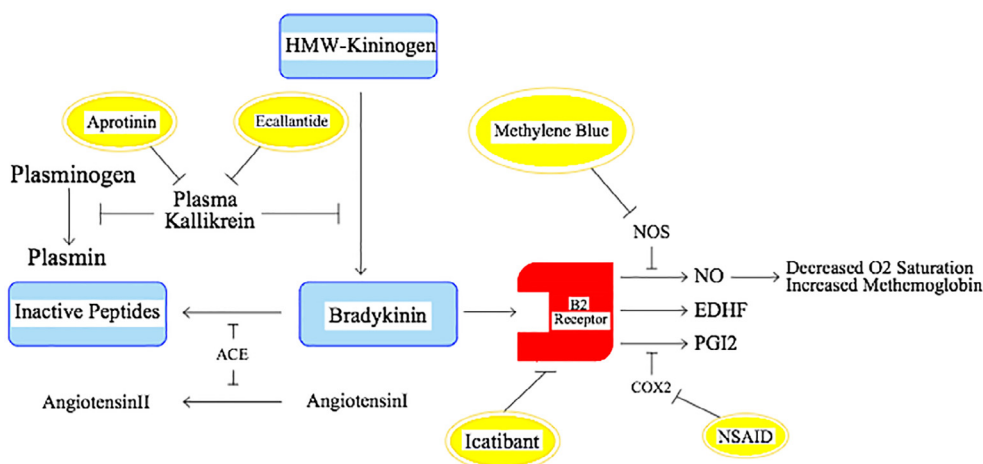 HMW-Kininogen
Aprotinin
Ecallantide
Methylene Blue
Plasminogen
Plasma
Kallikrein
NOS
Plasmin
NO
Decreased O2 Saturation
Increased Methemoglobin
Inactive Peptides
Bradykinin
B2
Receptor
EDHF
PGI2
ACE
COX2
AngiotensinII
AngiotensinI
Icatibant
NSAID